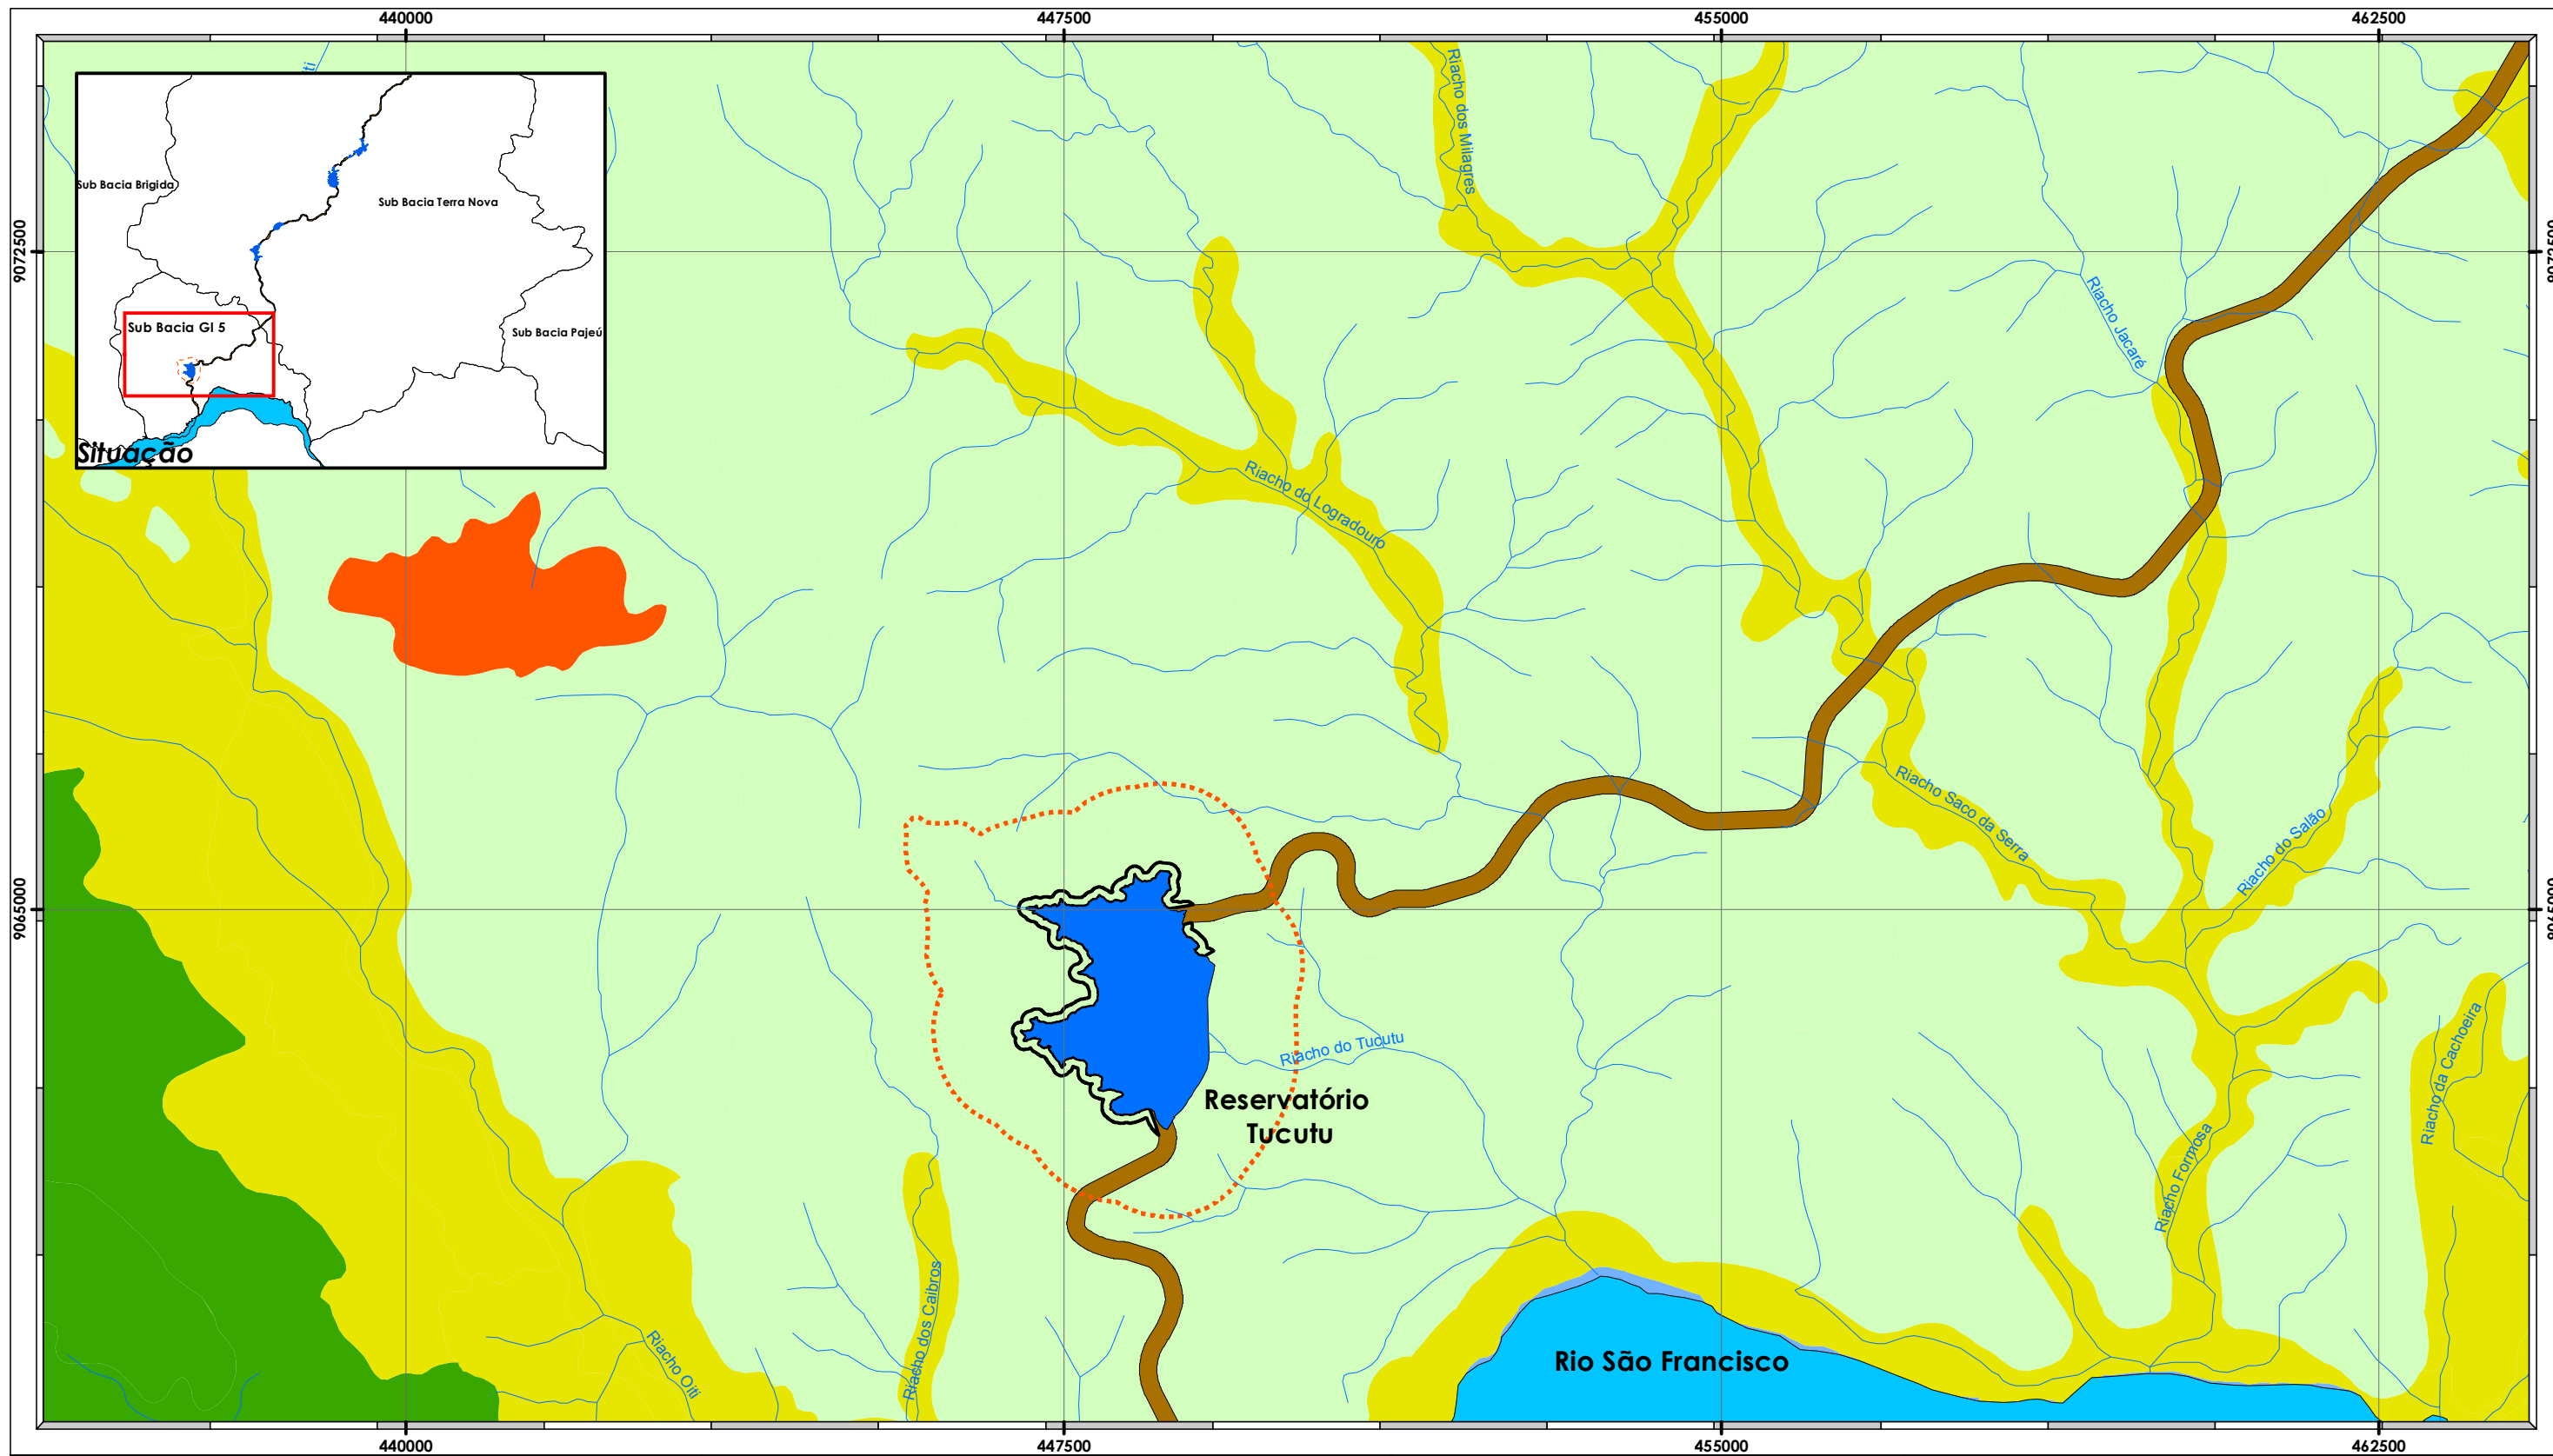 440000
447500
455000
462500
ti
Riacho dos Milagres
Sub Bacia Brigida
Sub Bacia Terra Nova
9072500
9072500
Riacho Jacaré
Sub Bacia GI 5
Sub Bacia Pajeú
Situação
Riacho do Logradouro
Riacho Saco da Serra
Riacho do Salão
9065000
9065000
Riacho do Tucutu
Riacho da Cachoeira
Reservatório
Tucutu
Riacho Formosa
Riacho dos Caibros
Riacho Oiti
Rio São Francisco
440000
447500
455000
462500